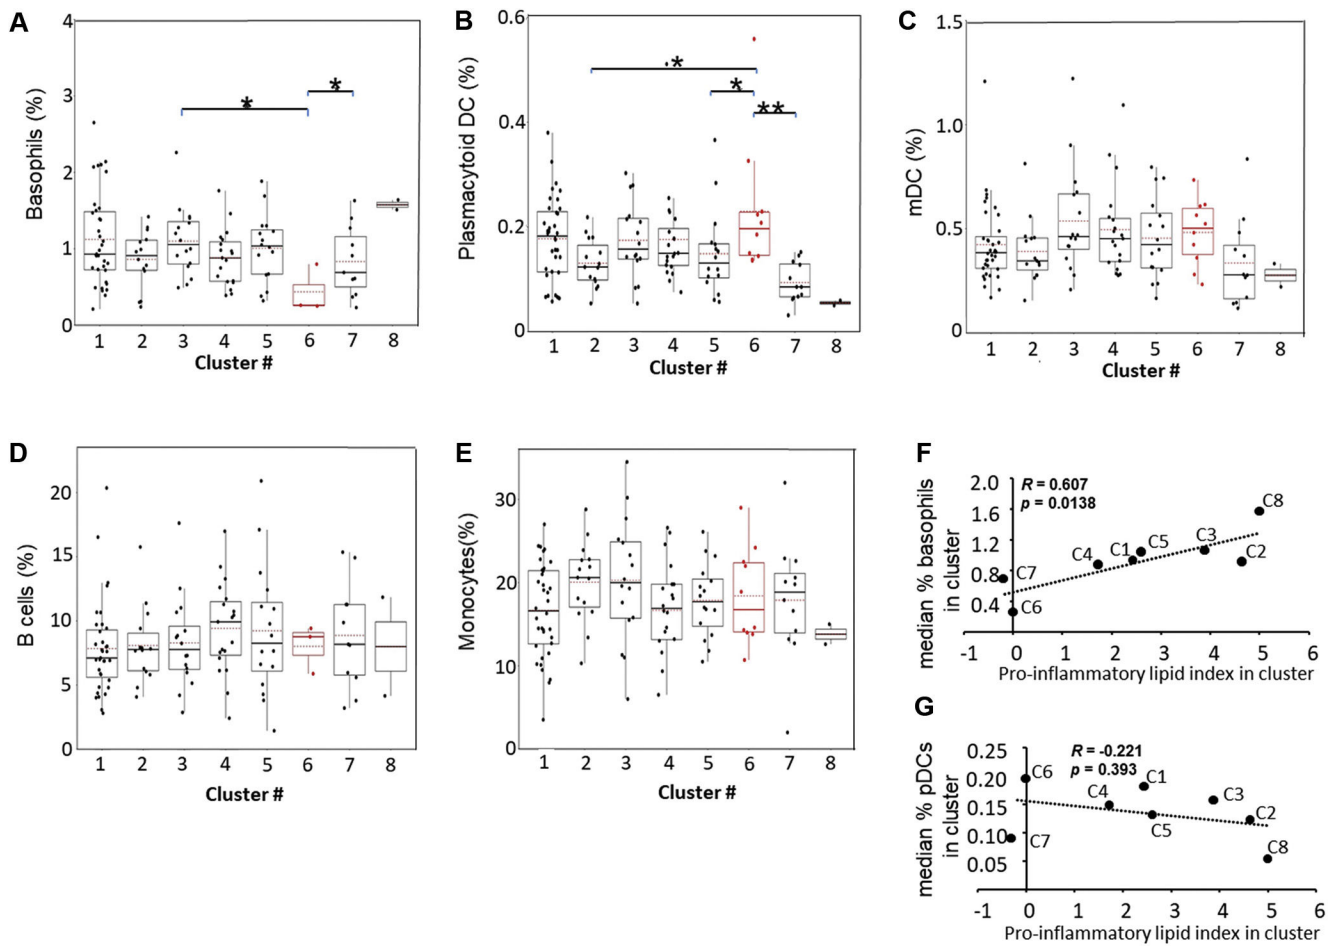 A
Basophils (%)
4
3
2
1
0
*
*
1 2 3 4 5 6 7 8
Cluster #
B
Plasmacytoid DC (%)
0.6
0.4
0.2
0
*
*
**
1 2 3 4 5 6 7 8
Cluster #
C
mDC (%)
1.5
1.0
0.5
0
1 2 3 4 5 6 7 8
Cluster #
D
B cells (%)
20
15
10
5
0
1 2 3 4 5 6 7 8
Cluster #
E
Monocytes(%)
30
20
10
0
1 2 3 4 5 6 7 8
Cluster #
F
median % basophils
in cluster
2.0
1.6
1.2
0.8
0.4
R = 0.607
p = 0.0138
C8
C3
C5
C1
C4
C2
C7
C6
-1 0 1 2 3 4 5 6
Pro-inflammatory lipid index in cluster
G
median % pDCs
in cluster
0.25
0.20
0.15
0.10
0.05
R = -0.221
p = 0.393
C6
C1
C4
C3
C2
C5
C7
C8
-1 0 1 2 3 4 5 6
Pro-inflammatory lipid index in cluster